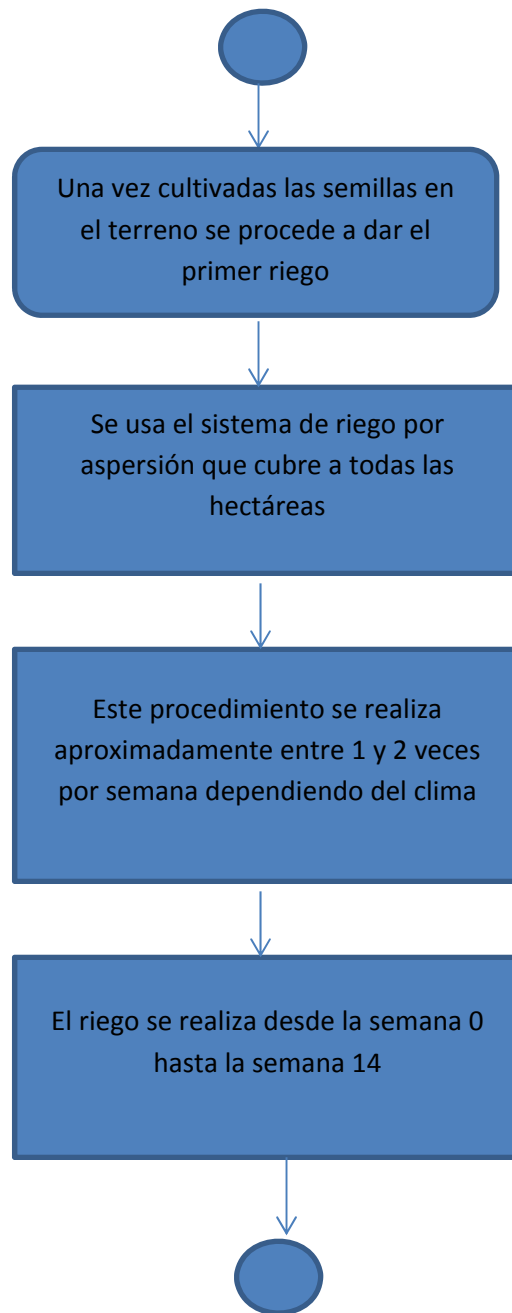 Una vez cultivadas las semillas en
el terreno se procede a dar el
primer riego
Se usa el sistema de riego por
aspersión que cubre a todas las
hectáreas
Este procedimiento se realiza
aproximadamente entre 1 y 2 veces
por semana dependiendo del clima
El riego se realiza desde la semana 0
hasta la semana 14